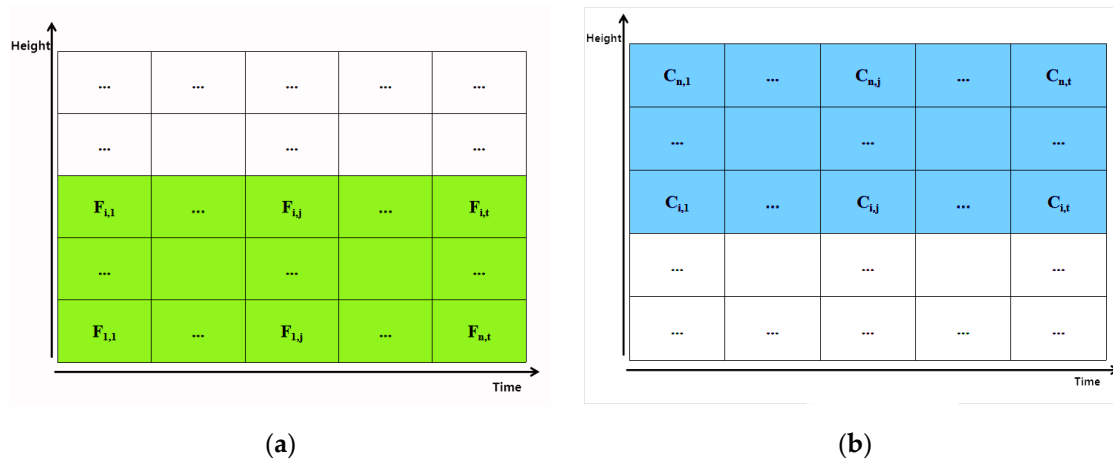 Height
... ... ... ... ...
... ... ...
F_{i,1} ... F_{i,j} ... F_{i,t}
... ... ...
F_{1,1} ... F_{1,j} ... F_{n,t}
Time
(a)
Height
C_{n,1} ... C_{n,j} ... C_{n,t}
... ... ...
C_{i,1} ... C_{i,j} ... C_{i,t}
... ... ...
... ... ... ... ...
Time
(b)